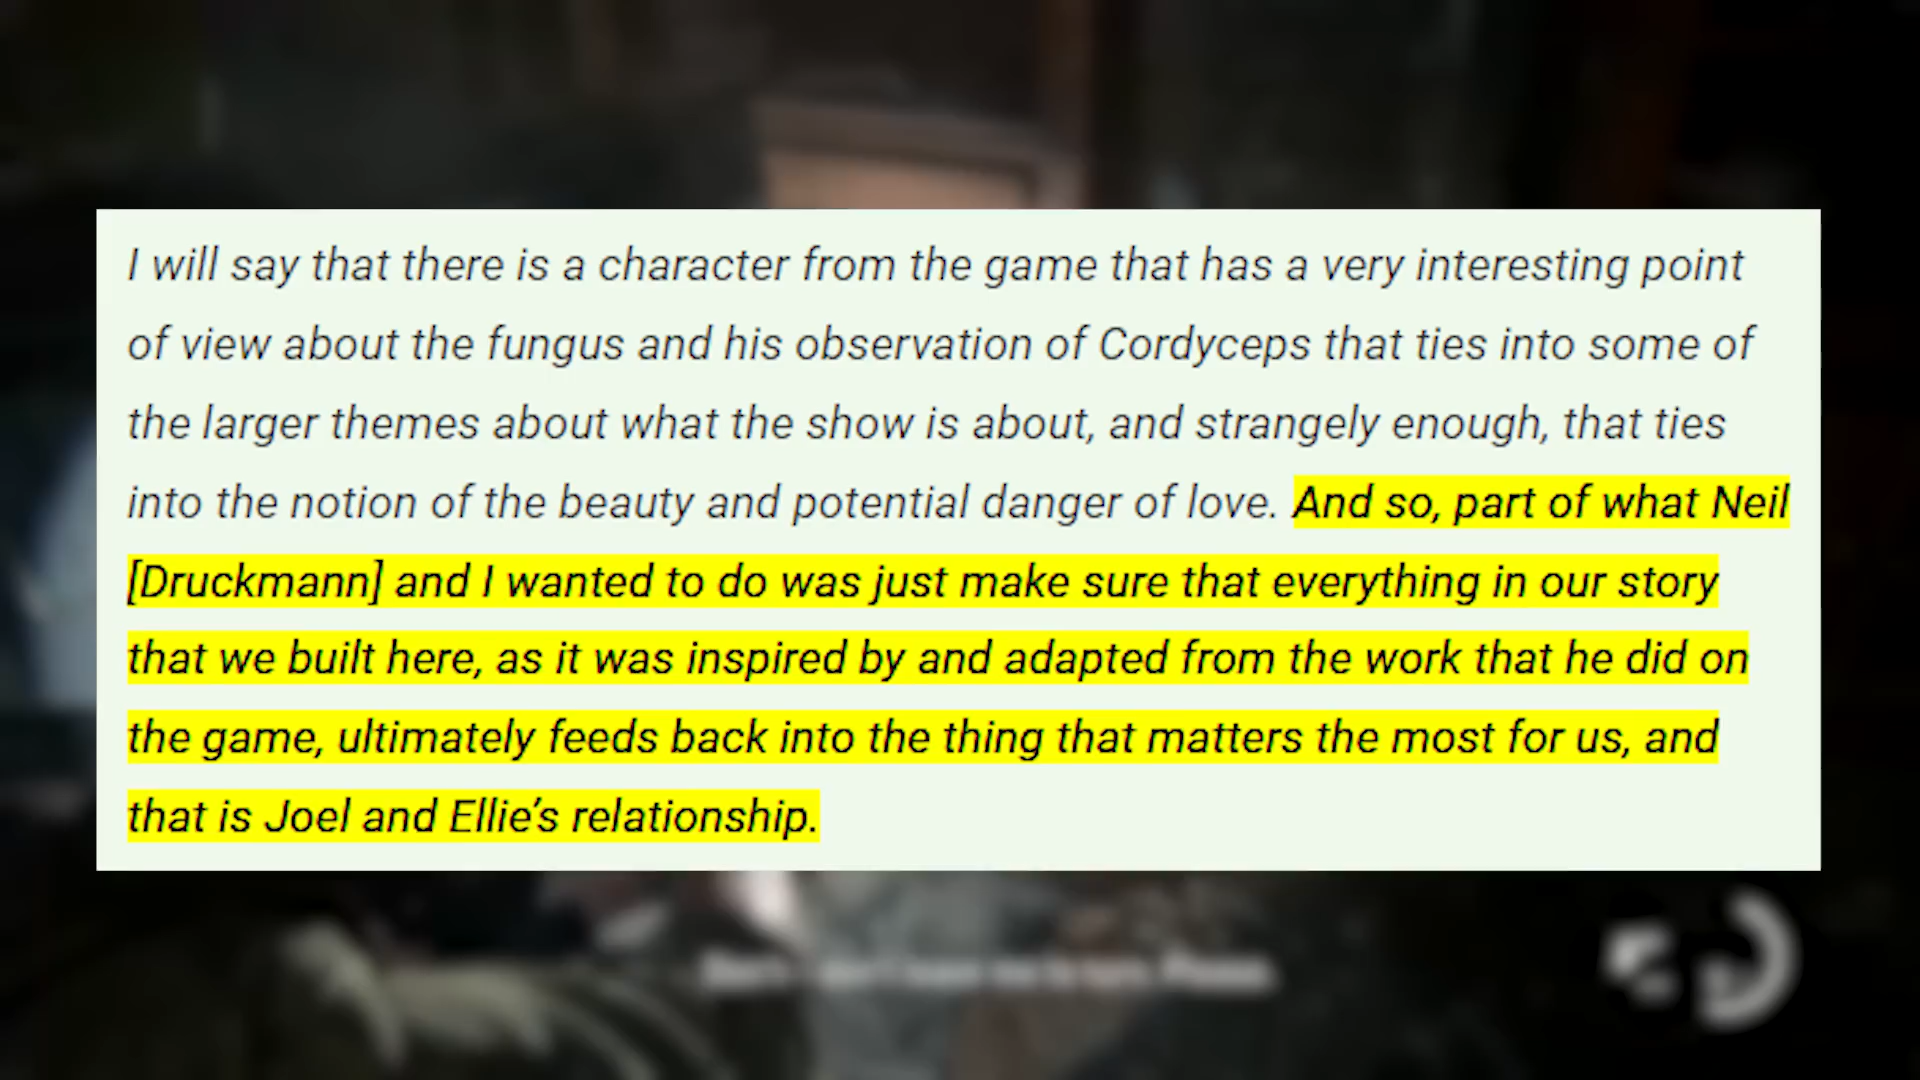 I will say that there is a character from the game that has a very interesting point
of view about the fungus and his observation of Cordyceps that ties into some of
the larger themes about what the show is about, and strangely enough, that ties
into the notion of the beauty and potential danger of love. And so, part of what Neil
[Druckmann] and I wanted to do was just make sure that everything in our story
that we built here, as it was inspired by and adapted from the work that he did on
the game, ultimately feeds back into the thing that matters the most for us, and
that is Joel and Ellie’s relationship.